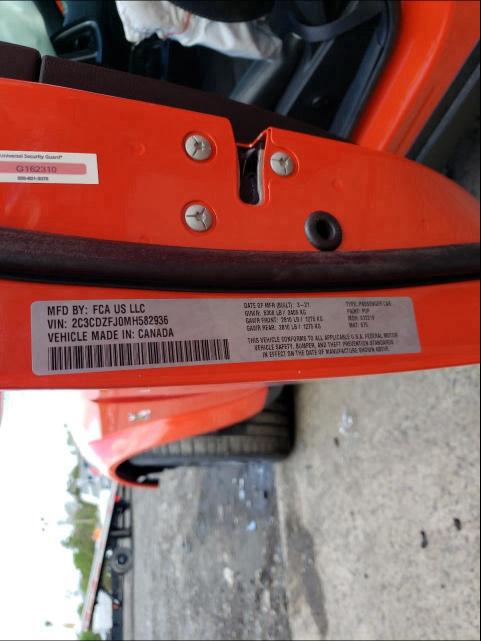 Universal Security Guard®
G162310
MFD BY: FCA US LLC
VIN: 2C3CDZFJ0MH582936
VEHICLE MADE IN: CANADA
DATE OF MFR (BUILT): 3-21
GVWR: 5300 LB / 2405 KG
GAWR FRONT: 2810 LB / 1275 KG
GAWR REAR: 2810 LB / 1275 KG
TYPE: PASSENGER CAR
PAINT:
MDH:
MAT:
THIS VEHICLE CONFORMS TO ALL APPLICABLE U.S.A. FEDERAL MOTOR
VEHICLE SAFETY, BUMPER, AND THEFT PREVENTION STANDARDS
IN EFFECT ON THE DATE OF MANUFACTURE SHOWN ABOVE.